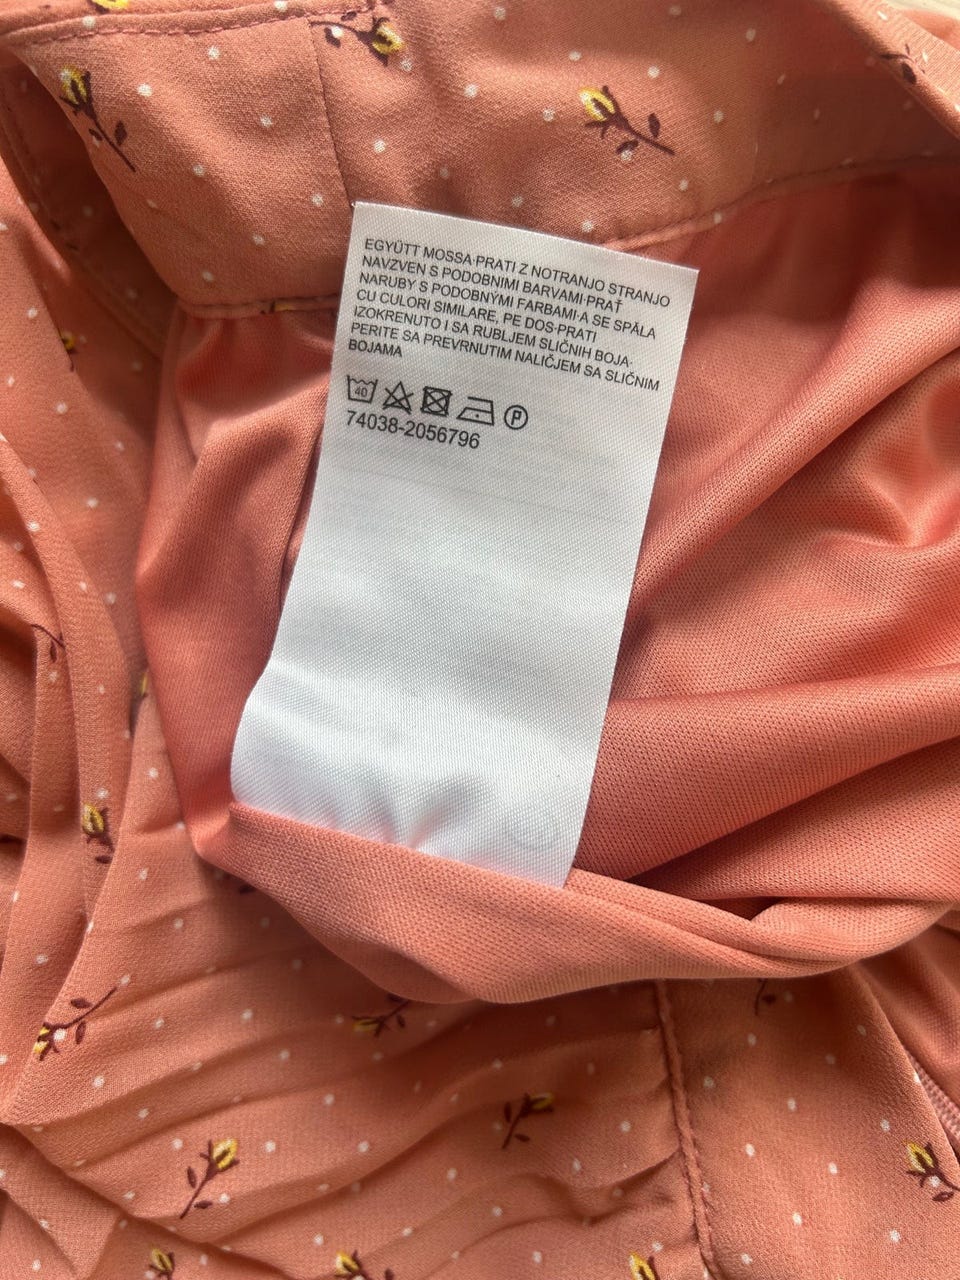 EGYÜTT MOSSA·PRATI Z NOTRANJO STRANJO
NAVZVEN S PODOBNIMI BARVAMI·PRAŤ
NARUBY S PODOBNÝMI FARBAMI·A SE SPĂLA
CU CULORI SIMILARE, PE DOS·PRATI
IZOKRENUTO I SA RUBLJEM SLIČNIH BOJA·
PERITE SA PREVRNUTIM NALIČJEM SA SLIČNIM
BOJAMA
40 P
74038-2056796